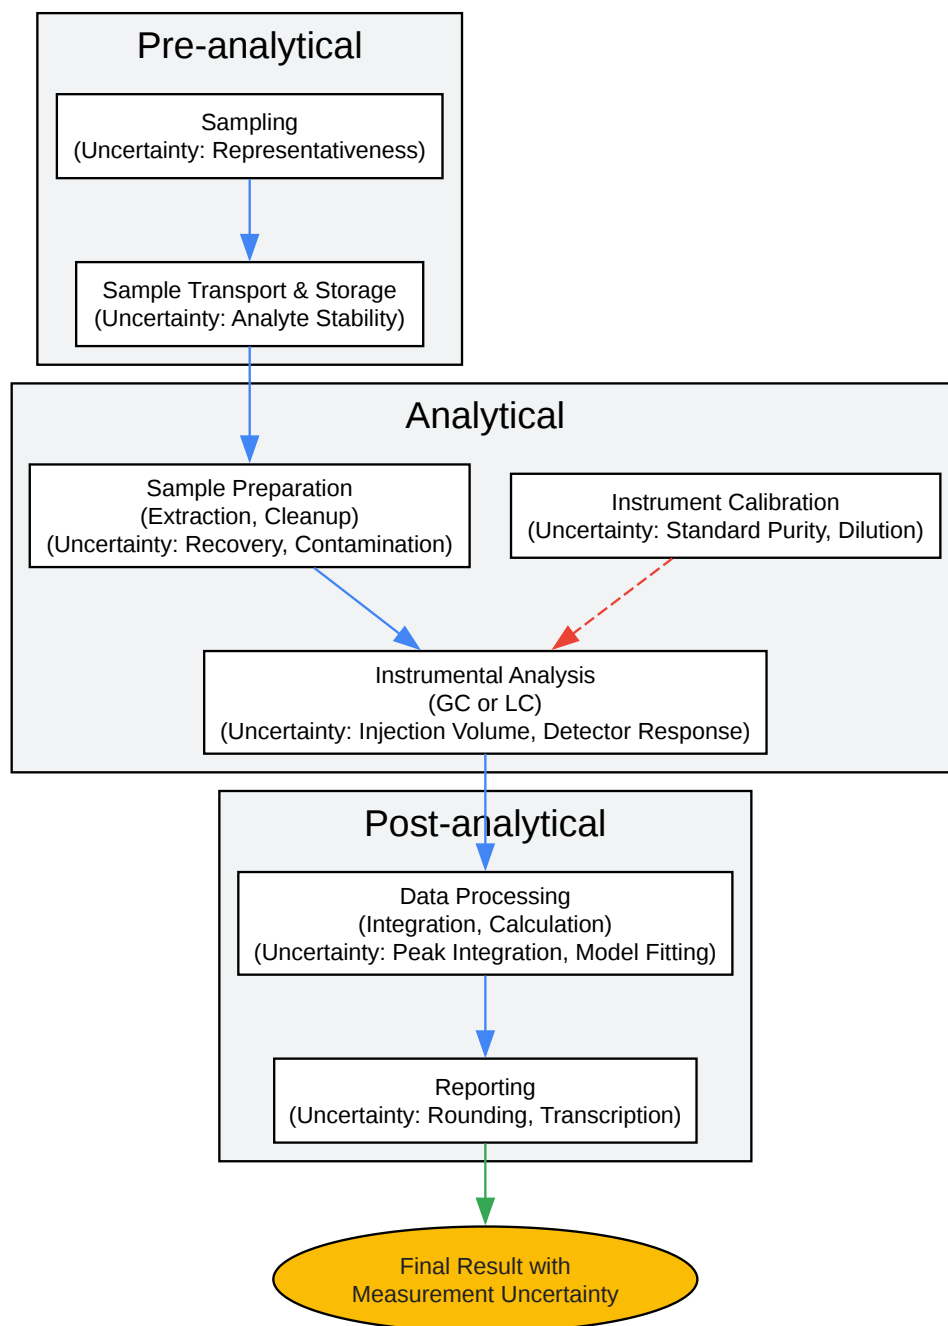 Pre-analytical
Sampling
(Uncertainty: Representativeness)
Sample Transport & Storage
(Uncertainty: Analyte Stability)
Analytical
Sample Preparation
(Extraction, Cleanup)
(Uncertainty: Recovery, Contamination)
Instrument Calibration
(Uncertainty: Standard Purity, Dilution)
Instrumental Analysis
(GC or LC)
(Uncertainty: Injection Volume, Detector Response)
Post-analytical
Data Processing
(Integration, Calculation)
(Uncertainty: Peak Integration, Model Fitting)
Reporting
(Uncertainty: Rounding, Transcription)
Final Result with
Measurement Uncertainty